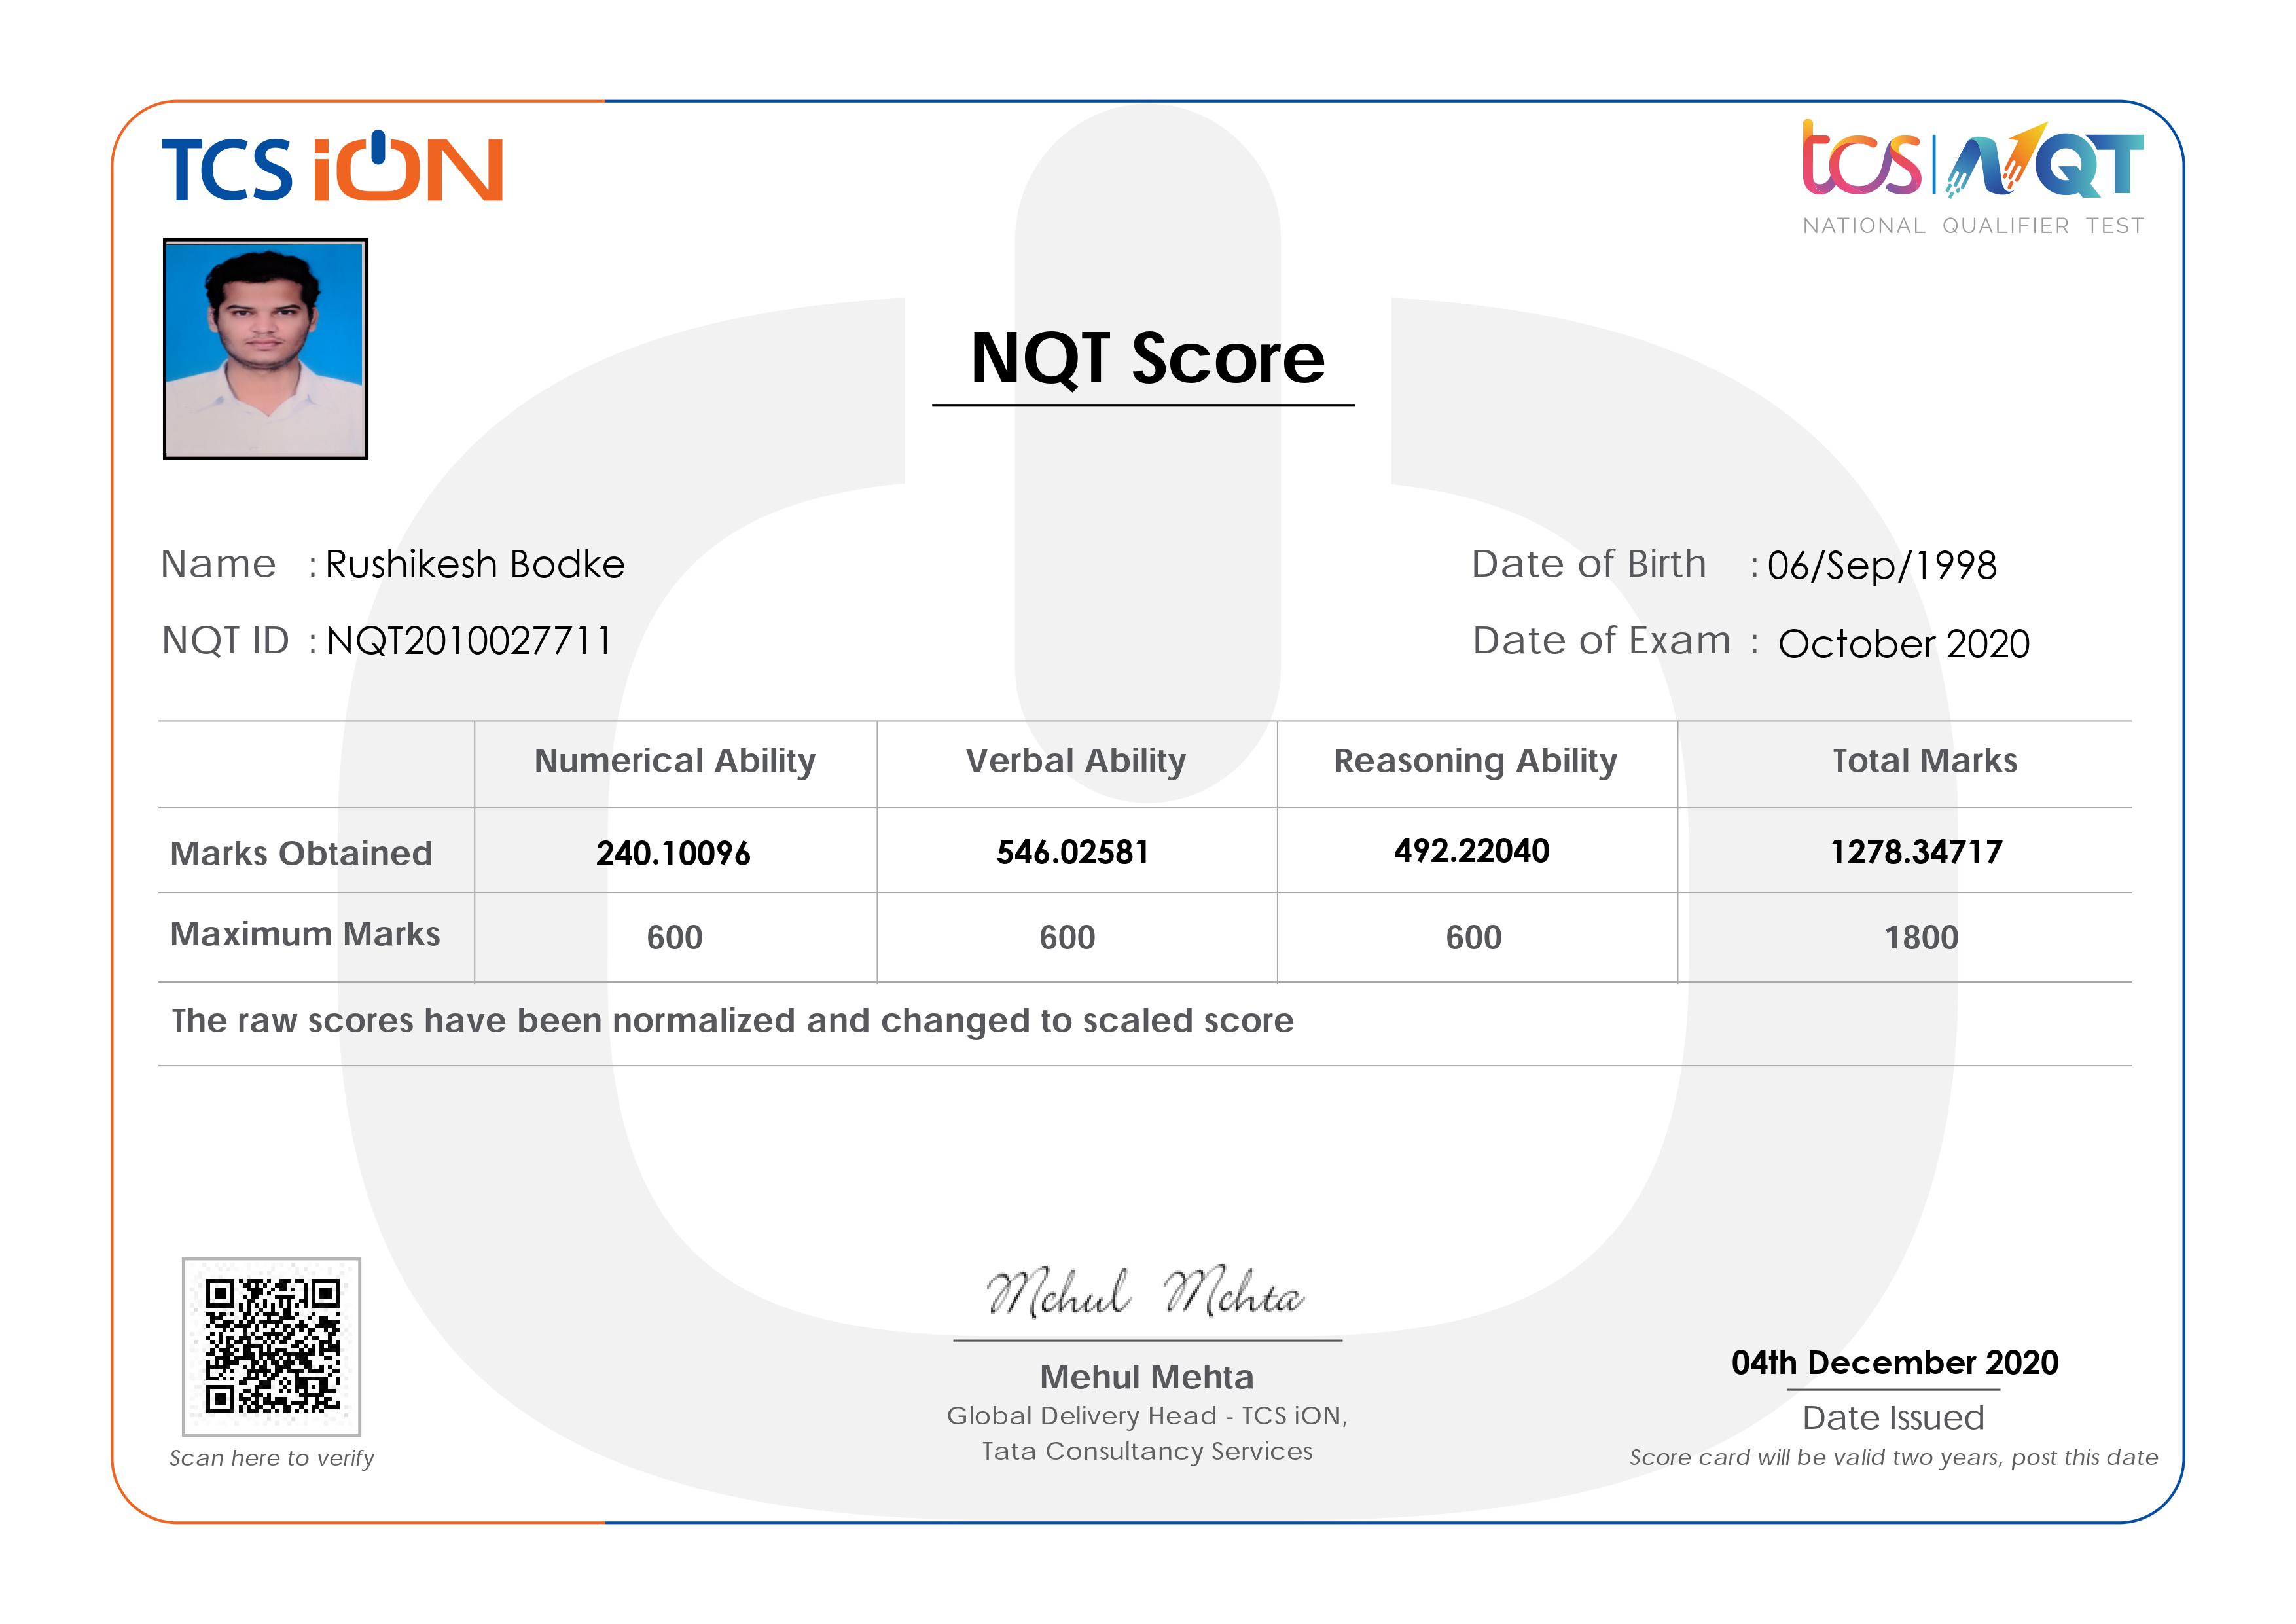 TCS iON
tcs NQT
NATIONAL QUALIFIER TEST
NQT Score
Name : Rushikesh Bodke
Date of Birth : 06/Sep/1998
NQT ID : NQT2010027711
Date of Exam : October 2020
Numerical Ability Verbal Ability Reasoning Ability Total Marks
Marks Obtained 240.10096 546.02581 492.22040 1278.34717
Maximum Marks 600 600 600 1800
The raw scores have been normalized and changed to scaled score
Mehul Mehta
Mehul Mehta
Global Delivery Head - TCS iON,
Tata Consultancy Services
04th December 2020
Date Issued
Scan here to verify
Score card will be valid two years, post this date